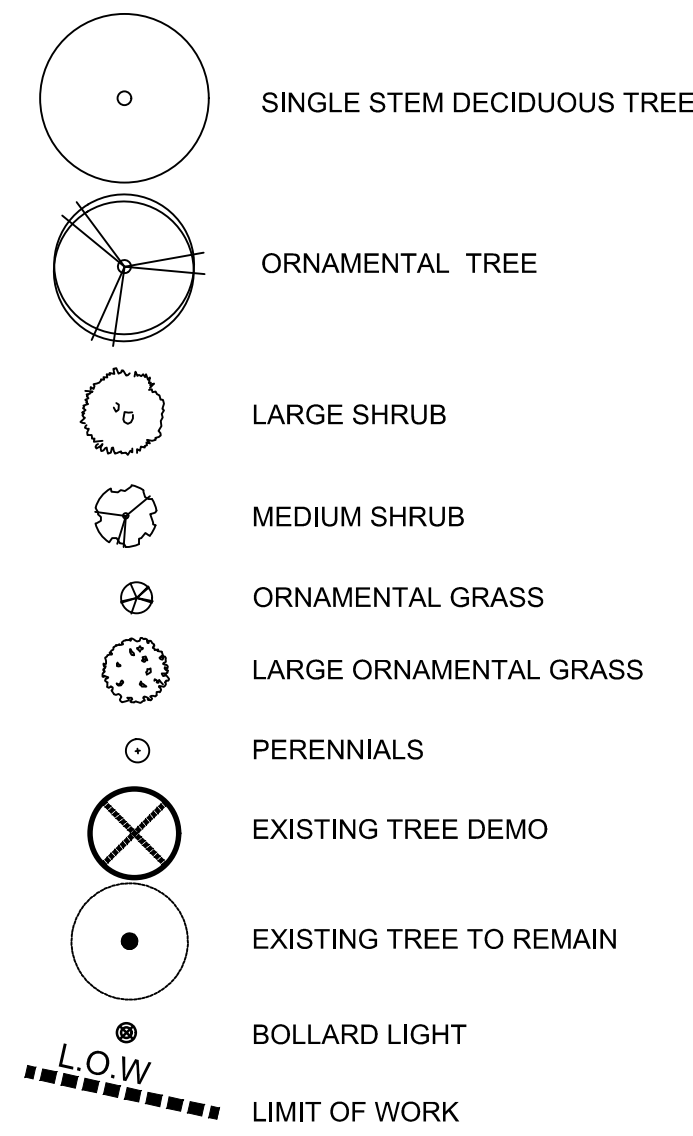 SINGLE STEM DECIDUOUS TREE
ORNAMENTAL TREE
LARGE SHRUB
MEDIUM SHRUB
ORNAMENTAL GRASS
LARGE ORNAMENTAL GRASS
PERENNIALS
EXISTING TREE DEMO
EXISTING TREE TO REMAIN
BOLLARD LIGHT
L.O.W
LIMIT OF WORK